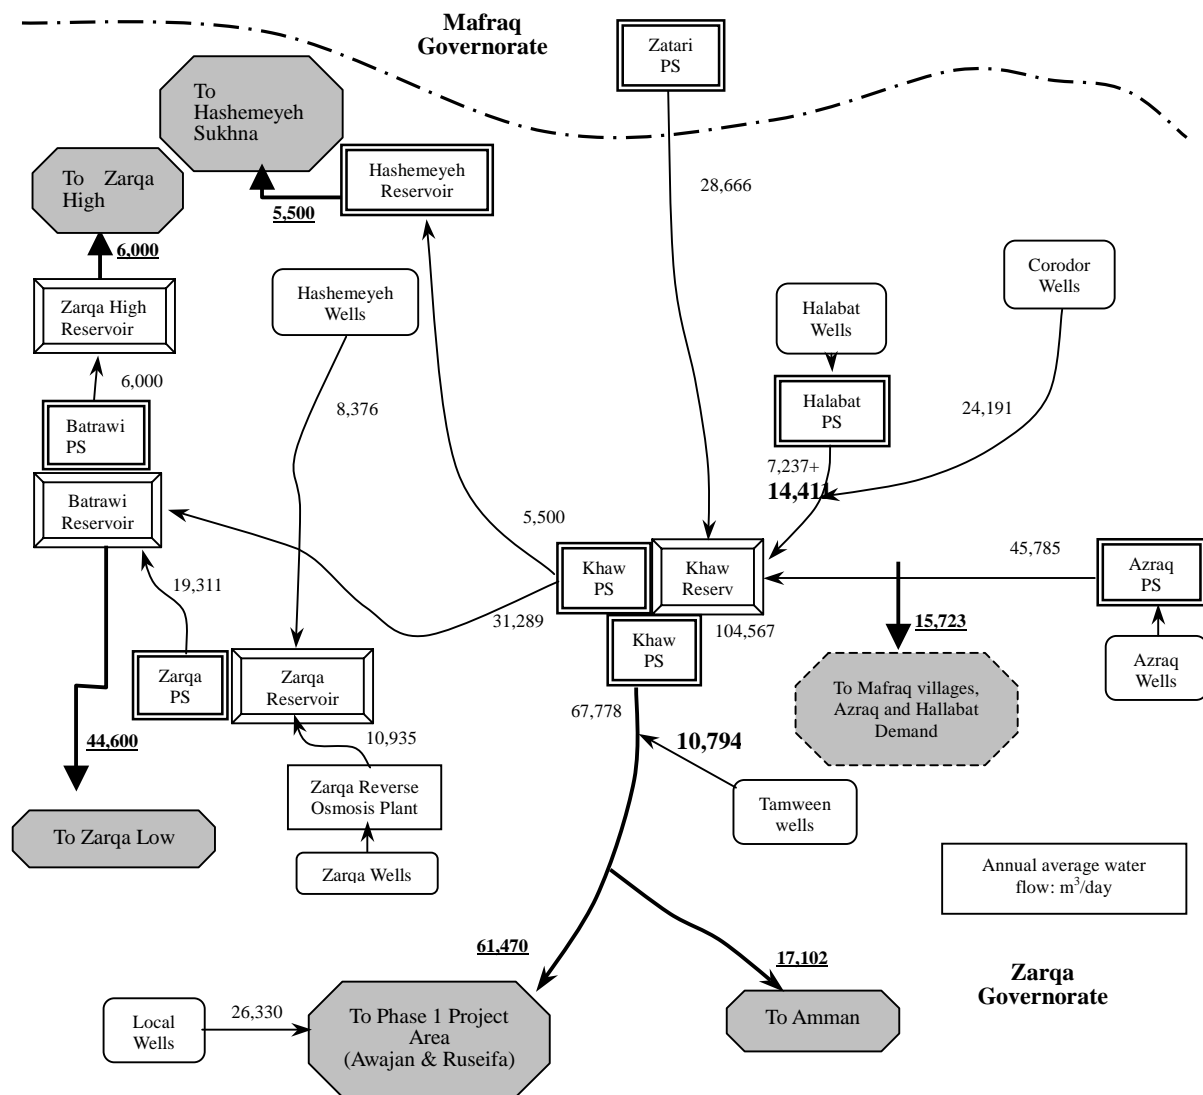 Mafraq
Governorate
Zatari
PS
To
Hashemeyeh
Sukhna
To Zarqa
High
Hashemeyeh
Reservoir
28,666
5,500
6,000
Zarqa High
Reservoir
Hashemeyeh
Wells
Halabat
Wells
Corodor
Wells
6,000
8,376
Halabat
PS
24,191
Batrawi
PS
7,237+
14,411
Batrawi
Reservoir
5,500
45,785
Khaw
PS
Khaw
Reserv
Azraq
PS
19,311
31,289
104,567
15,723
Khaw
PS
Zarqa
PS
Zarqa
Reservoir
Azraq
Wells
To Mafraq villages,
Azraq and Hallabat
Demand
67,778
44,600
10,935
10,794
Zarqa Reverse
Osmosis Plant
Tamween
wells
To Zarqa Low
Zarqa Wells
Annual average water
flow: m³/day
61,470
17,102
Zarqa
Governorate
Local
Wells
26,330
To Phase 1 Project
Area
(Awajan & Ruseifa)
To Amman